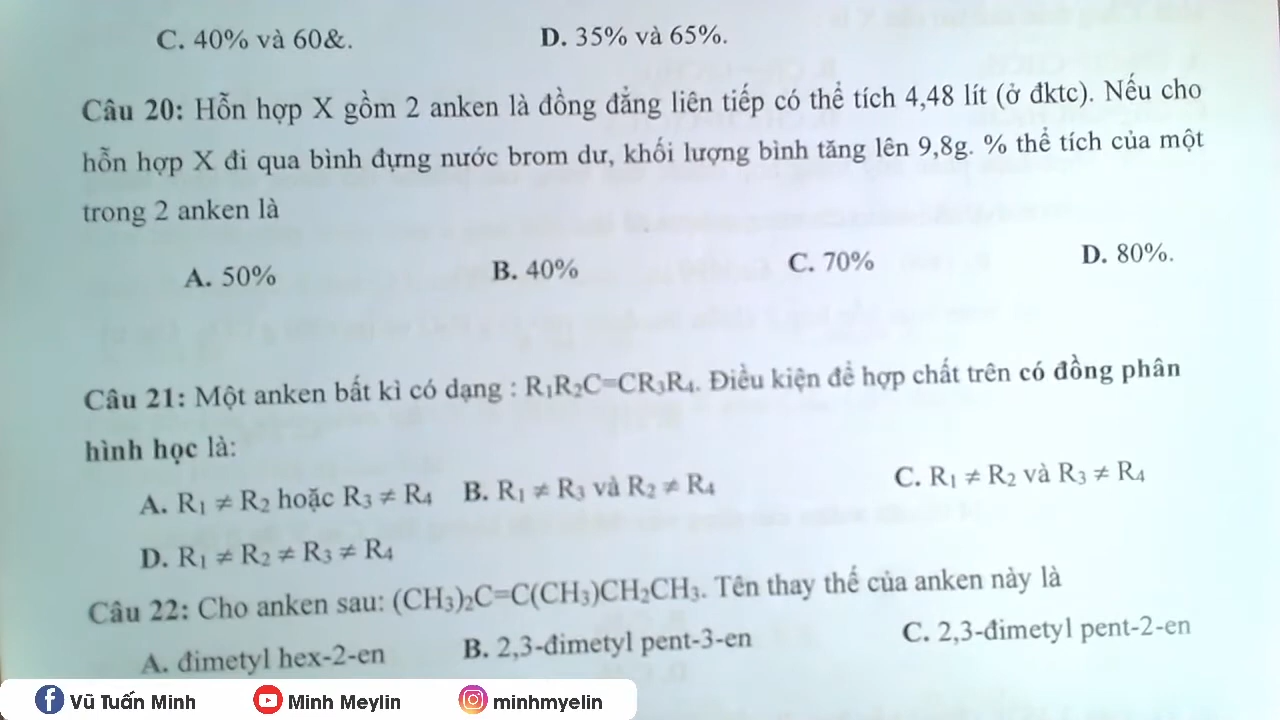 C. 40% và 60&. D. 35% và 65%.
Câu 20: Hỗn hợp X gồm 2 anken là đồng đẳng liên tiếp có thể tích 4,48 lít (ở đktc). Nếu cho
hỗn hợp X đi qua bình đựng nước brom dư, khối lượng bình tăng lên 9,8g. % thể tích của một
trong 2 anken là
A. 50% B. 40% C. 70% D. 80%.
Câu 21: Một anken bất kì có dạng : R₁R₂C=CR₃R₄. Điều kiện để hợp chất trên có đồng phân
hình học là:
A. R₁ ≠ R₂ hoặc R₃ ≠ R₄ B. R₁ ≠ R₃ và R₂ ≠ R₄ C. R₁ ≠ R₂ và R₃ ≠ R₄
D. R₁ ≠ R₂ ≠ R₃ ≠ R₄
Câu 22: Cho anken sau: (CH₃)₂C=C(CH₃)CH₂CH₃. Tên thay thế của anken này là
A. đimetyl hex-2-en B. 2,3-đimetyl pent-3-en C. 2,3-đimetyl pent-2-en
Vũ Tuấn Minh Minh Meylin minhmyelin